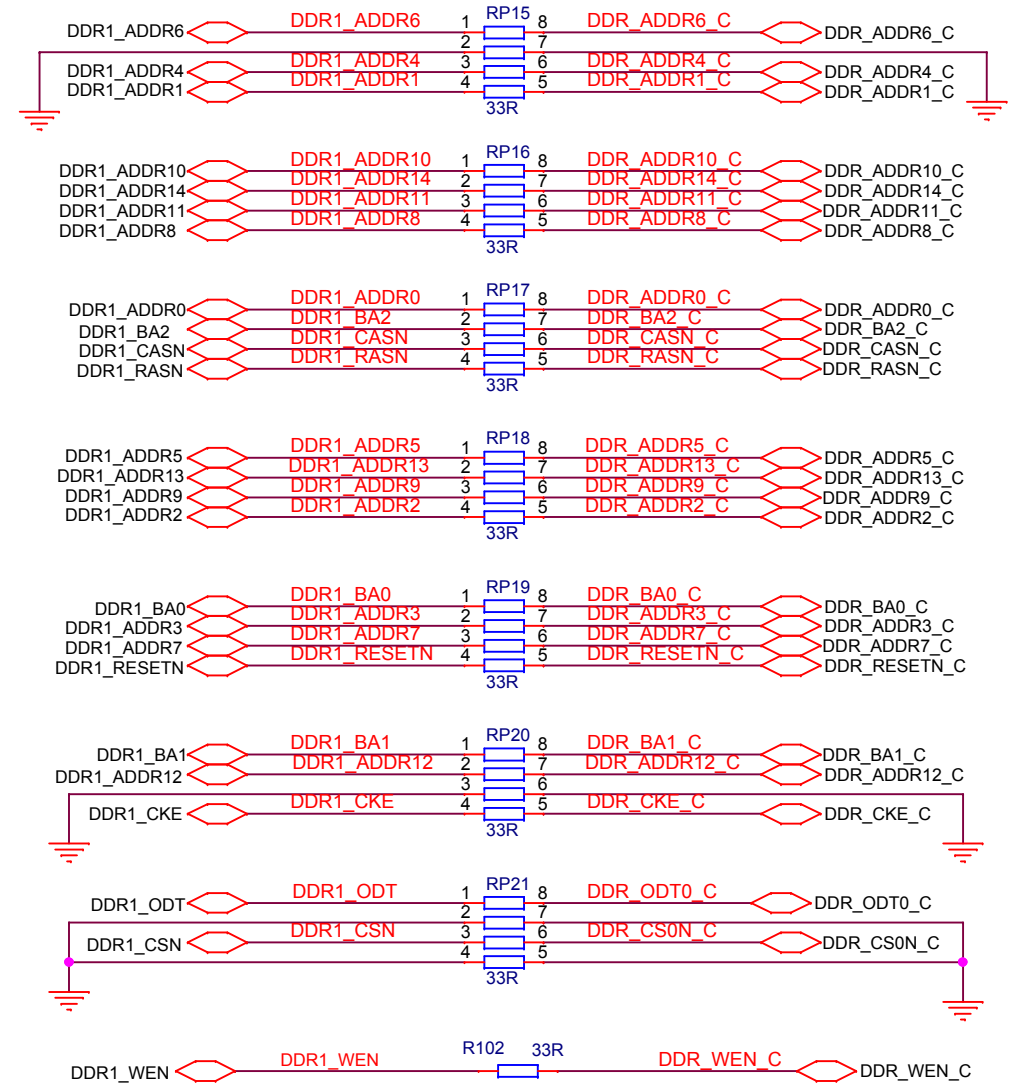 DDR1_ADDR6 DDR1_ADDR6 1 RP15 8 DDR_ADDR6_C DDR_ADDR6_C
2 7
DDR1_ADDR4 DDR1_ADDR4 3 6 DDR_ADDR4_C DDR_ADDR4_C
DDR1_ADDR1 DDR1_ADDR1 4 5 DDR_ADDR1_C DDR_ADDR1_C
33R
DDR1_ADDR10 DDR1_ADDR10 1 RP16 8 DDR_ADDR10_C DDR_ADDR10_C
DDR1_ADDR14 DDR1_ADDR14 2 7 DDR_ADDR14_C DDR_ADDR14_C
DDR1_ADDR11 DDR1_ADDR11 3 6 DDR_ADDR11_C DDR_ADDR11_C
DDR1_ADDR8 DDR1_ADDR8 4 5 DDR_ADDR8_C DDR_ADDR8_C
33R
DDR1_ADDR0 DDR1_ADDR0 1 RP17 8 DDR_ADDR0_C DDR_ADDR0_C
DDR1_BA2 DDR1_BA2 2 7 DDR_BA2_C DDR_BA2_C
DDR1_CASN DDR1_CASN 3 6 DDR_CASN_C DDR_CASN_C
DDR1_RASN DDR1_RASN 4 5 DDR_RASN_C DDR_RASN_C
33R
DDR1_ADDR5 DDR1_ADDR5 1 RP18 8 DDR_ADDR5_C DDR_ADDR5_C
DDR1_ADDR13 DDR1_ADDR13 2 7 DDR_ADDR13_C DDR_ADDR13_C
DDR1_ADDR9 DDR1_ADDR9 3 6 DDR_ADDR9_C DDR_ADDR9_C
DDR1_ADDR2 DDR1_ADDR2 4 5 DDR_ADDR2_C DDR_ADDR2_C
33R
DDR1_BA0 DDR1_BA0 1 RP19 8 DDR_BA0_C DDR_BA0_C
DDR1_ADDR3 DDR1_ADDR3 2 7 DDR_ADDR3_C DDR_ADDR3_C
DDR1_ADDR7 DDR1_ADDR7 3 6 DDR_ADDR7_C DDR_ADDR7_C
DDR1_RESETN DDR1_RESETN 4 5 DDR_RESETN_C DDR_RESETN_C
33R
DDR1_BA1 DDR1_BA1 1 RP20 8 DDR_BA1_C DDR_BA1_C
DDR1_ADDR12 DDR1_ADDR12 2 7 DDR_ADDR12_C DDR_ADDR12_C
3 6
DDR1_CKE DDR1_CKE 4 5 DDR_CKE_C DDR_CKE_C
33R
DDR1_ODT DDR1_ODT 1 RP21 8 DDR_ODT0_C DDR_ODT0_C
2 7
DDR1_CSN DDR1_CSN 3 6 DDR_CS0N_C DDR_CS0N_C
4 5
33R
DDR1_WEN DDR1_WEN R102 33R DDR_WEN_C DDR_WEN_C